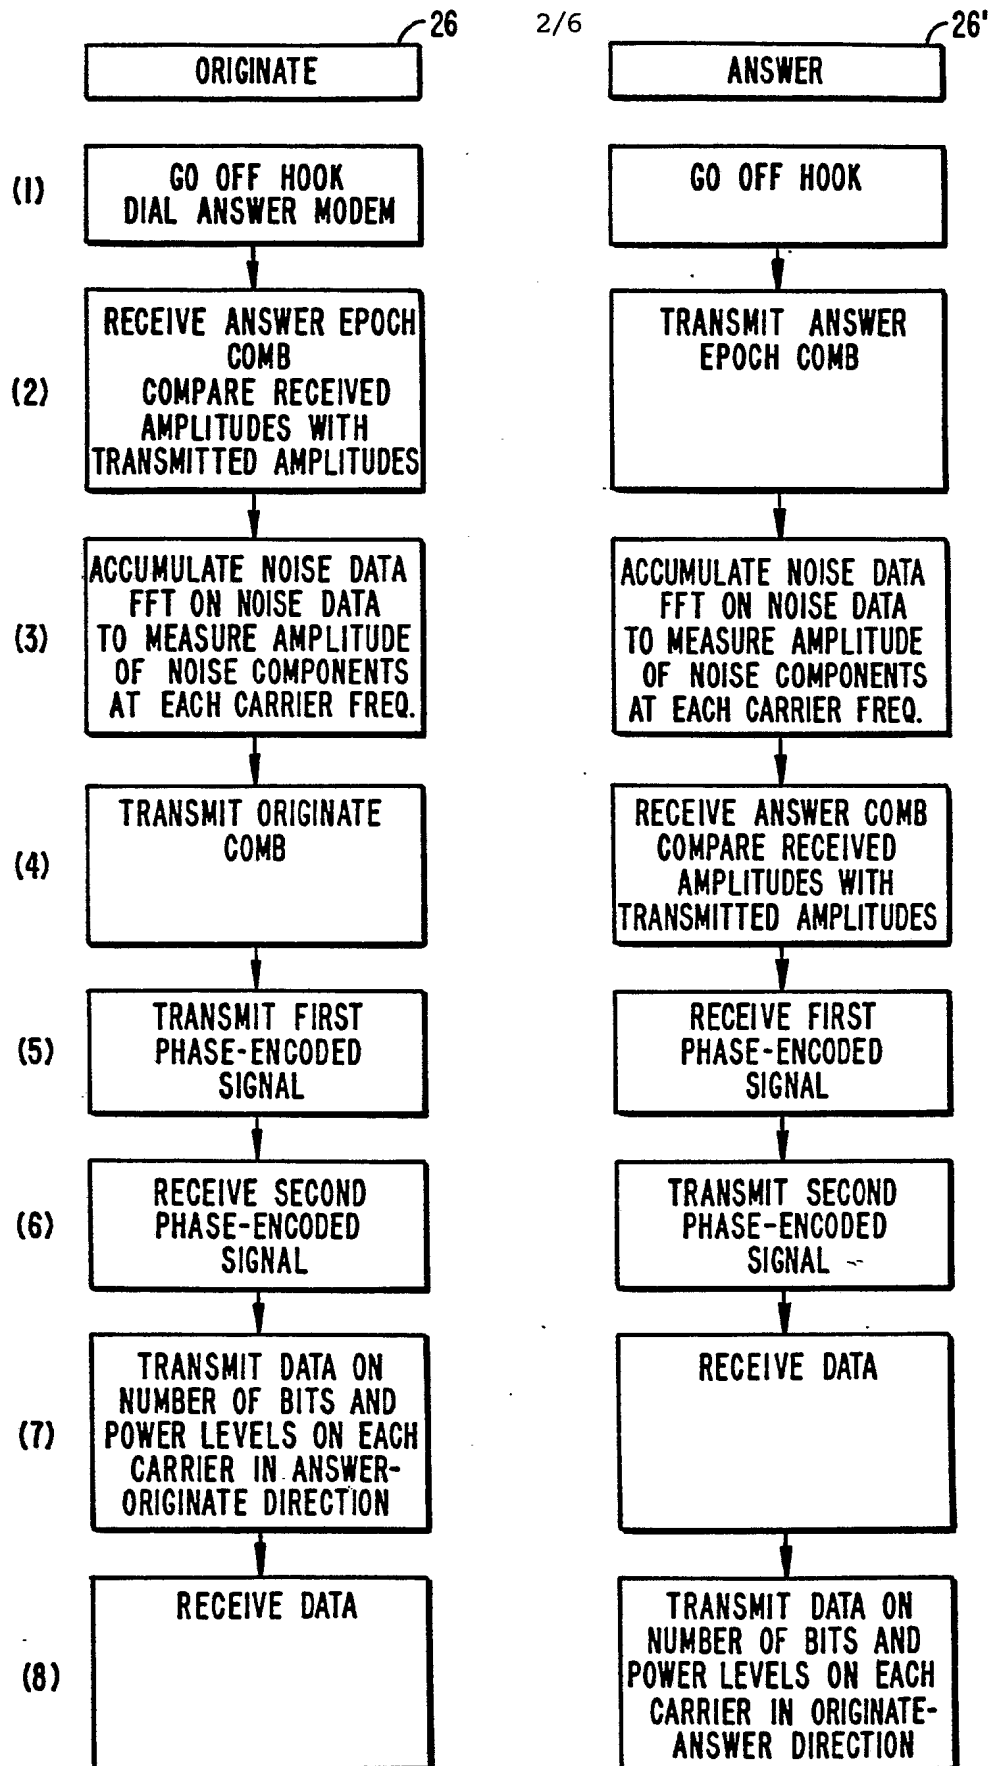 26
2/6
26'
ORIGINATE
ANSWER
(1)
GO OFF HOOK
DIAL ANSWER MODEM
GO OFF HOOK
(2)
RECEIVE ANSWER EPOCH
COMB
COMPARE RECEIVED
AMPLITUDES WITH
TRANSMITTED AMPLITUDES
TRANSMIT ANSWER
EPOCH COMB
(3)
ACCUMULATE NOISE DATA
FFT ON NOISE DATA
TO MEASURE AMPLITUDE
OF NOISE COMPONENTS
AT EACH CARRIER FREQ.
ACCUMULATE NOISE DATA
FFT ON NOISE DATA
TO MEASURE AMPLITUDE
OF NOISE COMPONENTS
AT EACH CARRIER FREQ.
(4)
TRANSMIT ORIGINATE
COMB
RECEIVE ANSWER COMB
COMPARE RECEIVED
AMPLITUDES WITH
TRANSMITTED AMPLITUDES
(5)
TRANSMIT FIRST
PHASE-ENCODED
SIGNAL
RECEIVE FIRST
PHASE-ENCODED
SIGNAL
(6)
RECEIVE SECOND
PHASE-ENCODED
SIGNAL
TRANSMIT SECOND
PHASE-ENCODED
SIGNAL
(7)
TRANSMIT DATA ON
NUMBER OF BITS AND
POWER LEVELS ON EACH
CARRIER IN ANSWER-
ORIGINATE DIRECTION
RECEIVE DATA
(8)
RECEIVE DATA
TRANSMIT DATA ON
NUMBER OF BITS AND
POWER LEVELS ON EACH
CARRIER IN ORIGINATE-
ANSWER DIRECTION